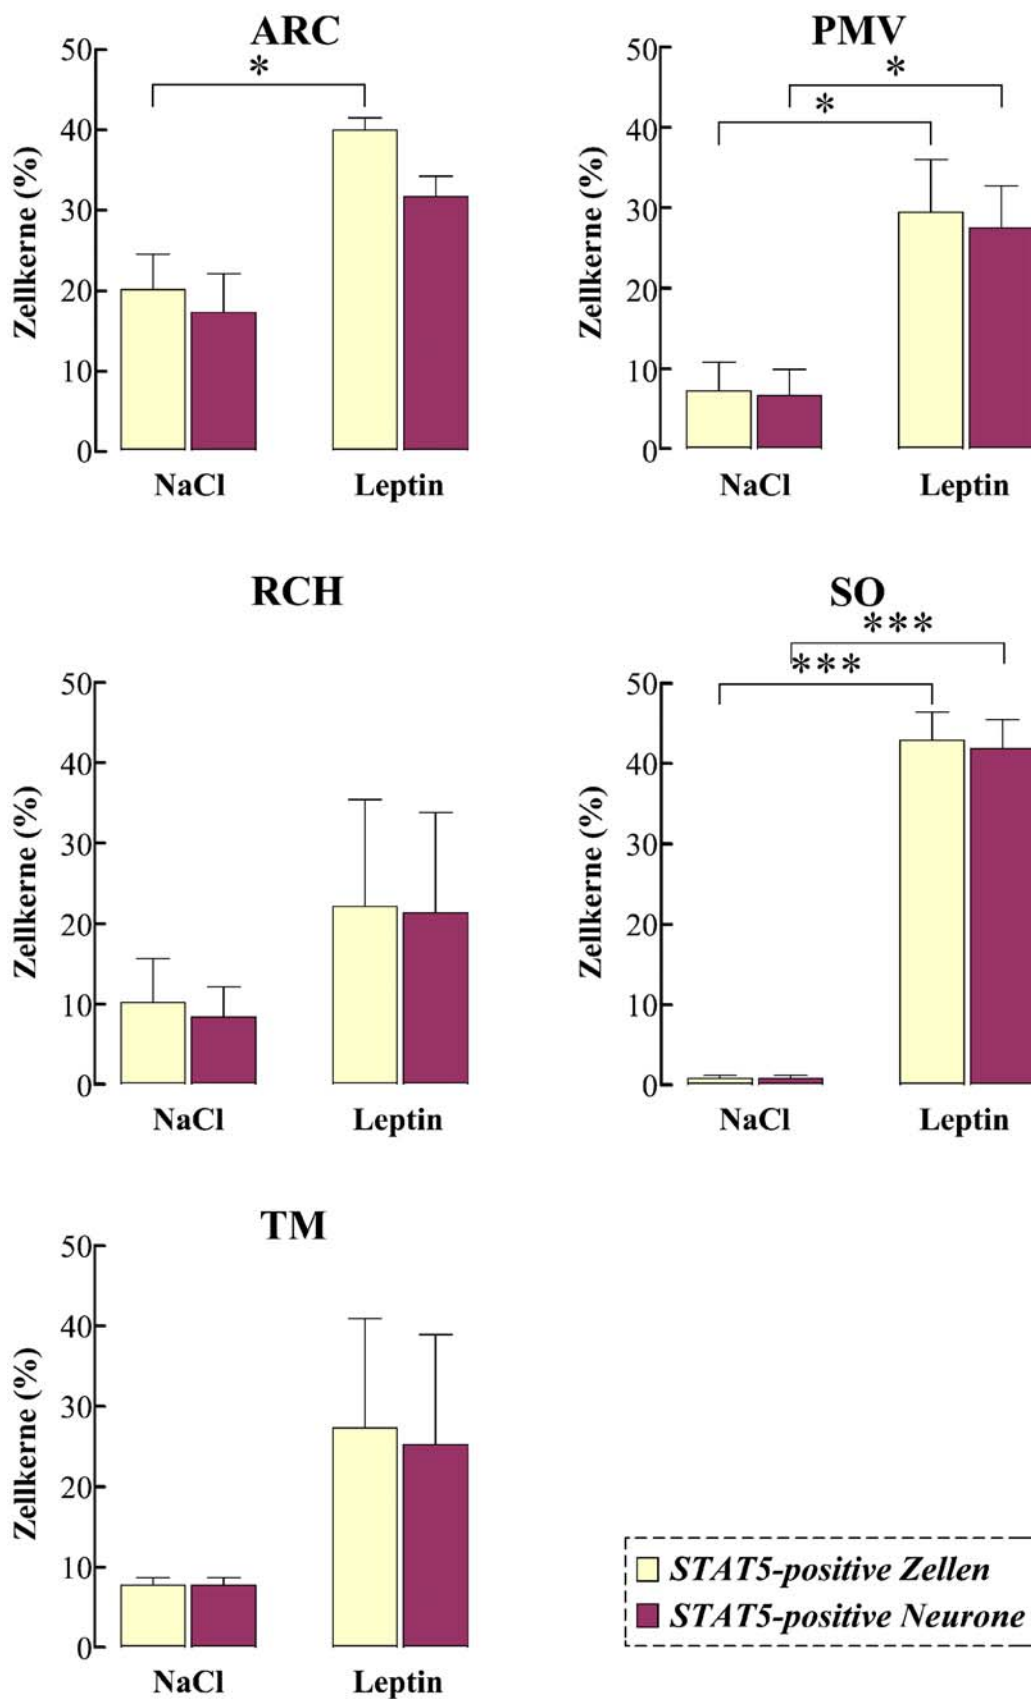 ARC
*
Zellkerne (%)
50
40
30
20
10
0
NaCl Leptin
PMV
*
*
Zellkerne (%)
50
40
30
20
10
0
NaCl Leptin
RCH
Zellkerne (%)
50
40
30
20
10
0
NaCl Leptin
SO
***
***
Zellkerne (%)
50
40
30
20
10
0
NaCl Leptin
TM
Zellkerne (%)
50
40
30
20
10
0
NaCl Leptin
STAT5-positive Zellen
STAT5-positive Neurone